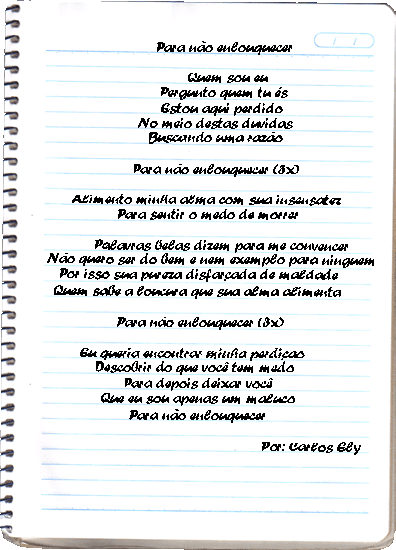 Para não enlouquecer
Quem sou eu
Pergunto quem tu és
Estou aqui perdido
No meio destas duvidas
Buscando uma razão
Para não enlouquecer (3x)
Alimento minha alma com sua insensatez
Para sentir o medo de morrer
Palavras belas dizem para me convencer
Não quero ser do bem e nem exemplo para ninguem
Por isso sua pureza disfarçada de maldade
Quem sabe a loucura que sua alma alimenta
Para não enlouquecer (3x)
Eu queria encontrar minha perdiçao
Descobrir do que você tem medo
Para depois deixar você
Que eu sou apenas um maluco
Para não enlouquecer
Por: Carlos Ely